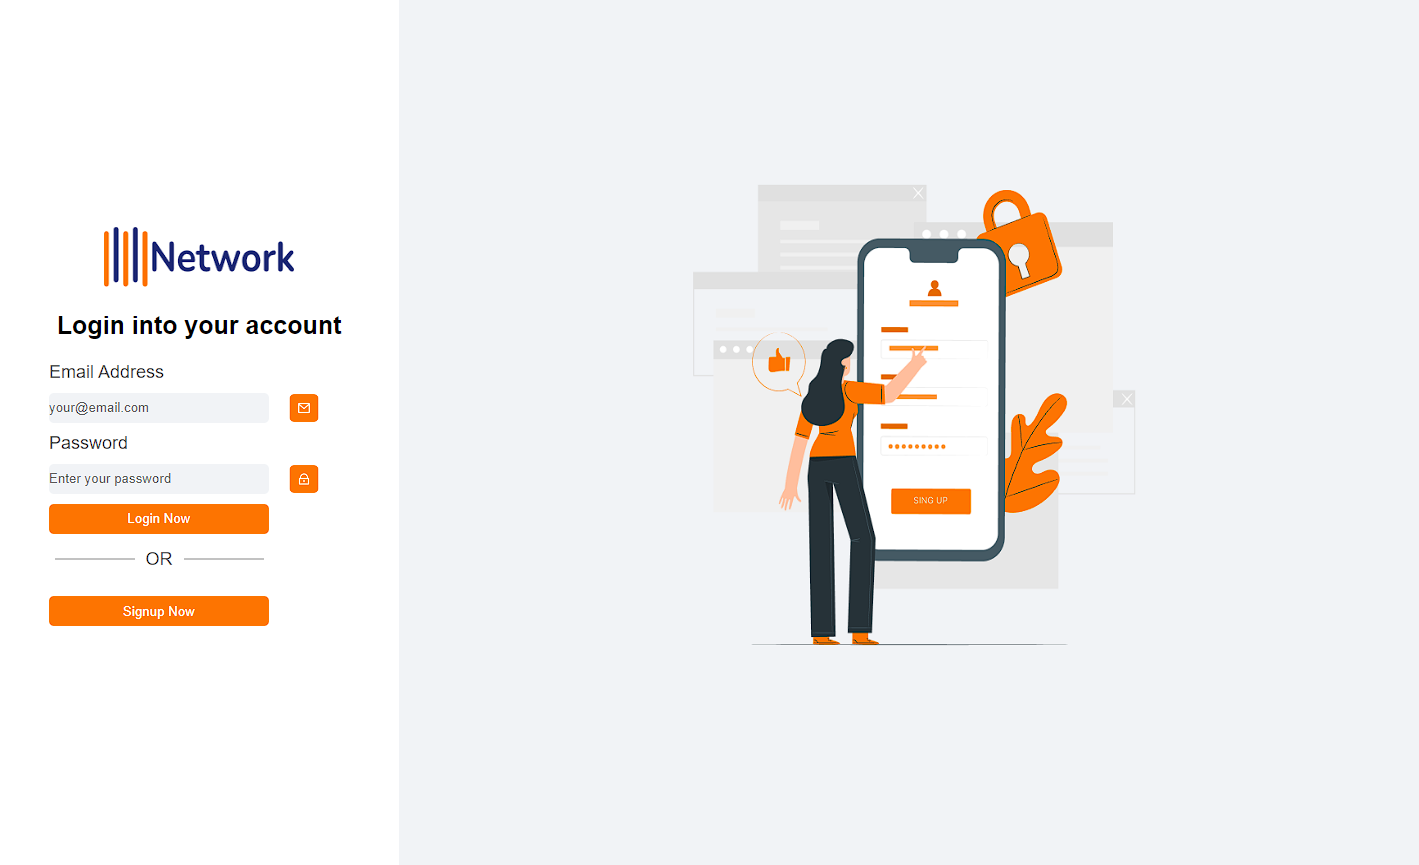 Network
Login into your account
Email Address
your@email.com
Password
Enter your password
Login Now
OR
Signup Now
SING UP